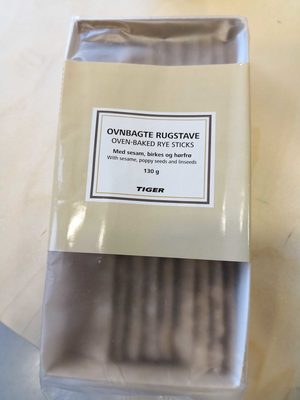 OVNBAGTE RUGSTAVE
OVEN-BAKED RYE STICKS
Med sesam, birkes og hørfrø
With sesame, poppy seeds and linseeds
130 g
TIGER